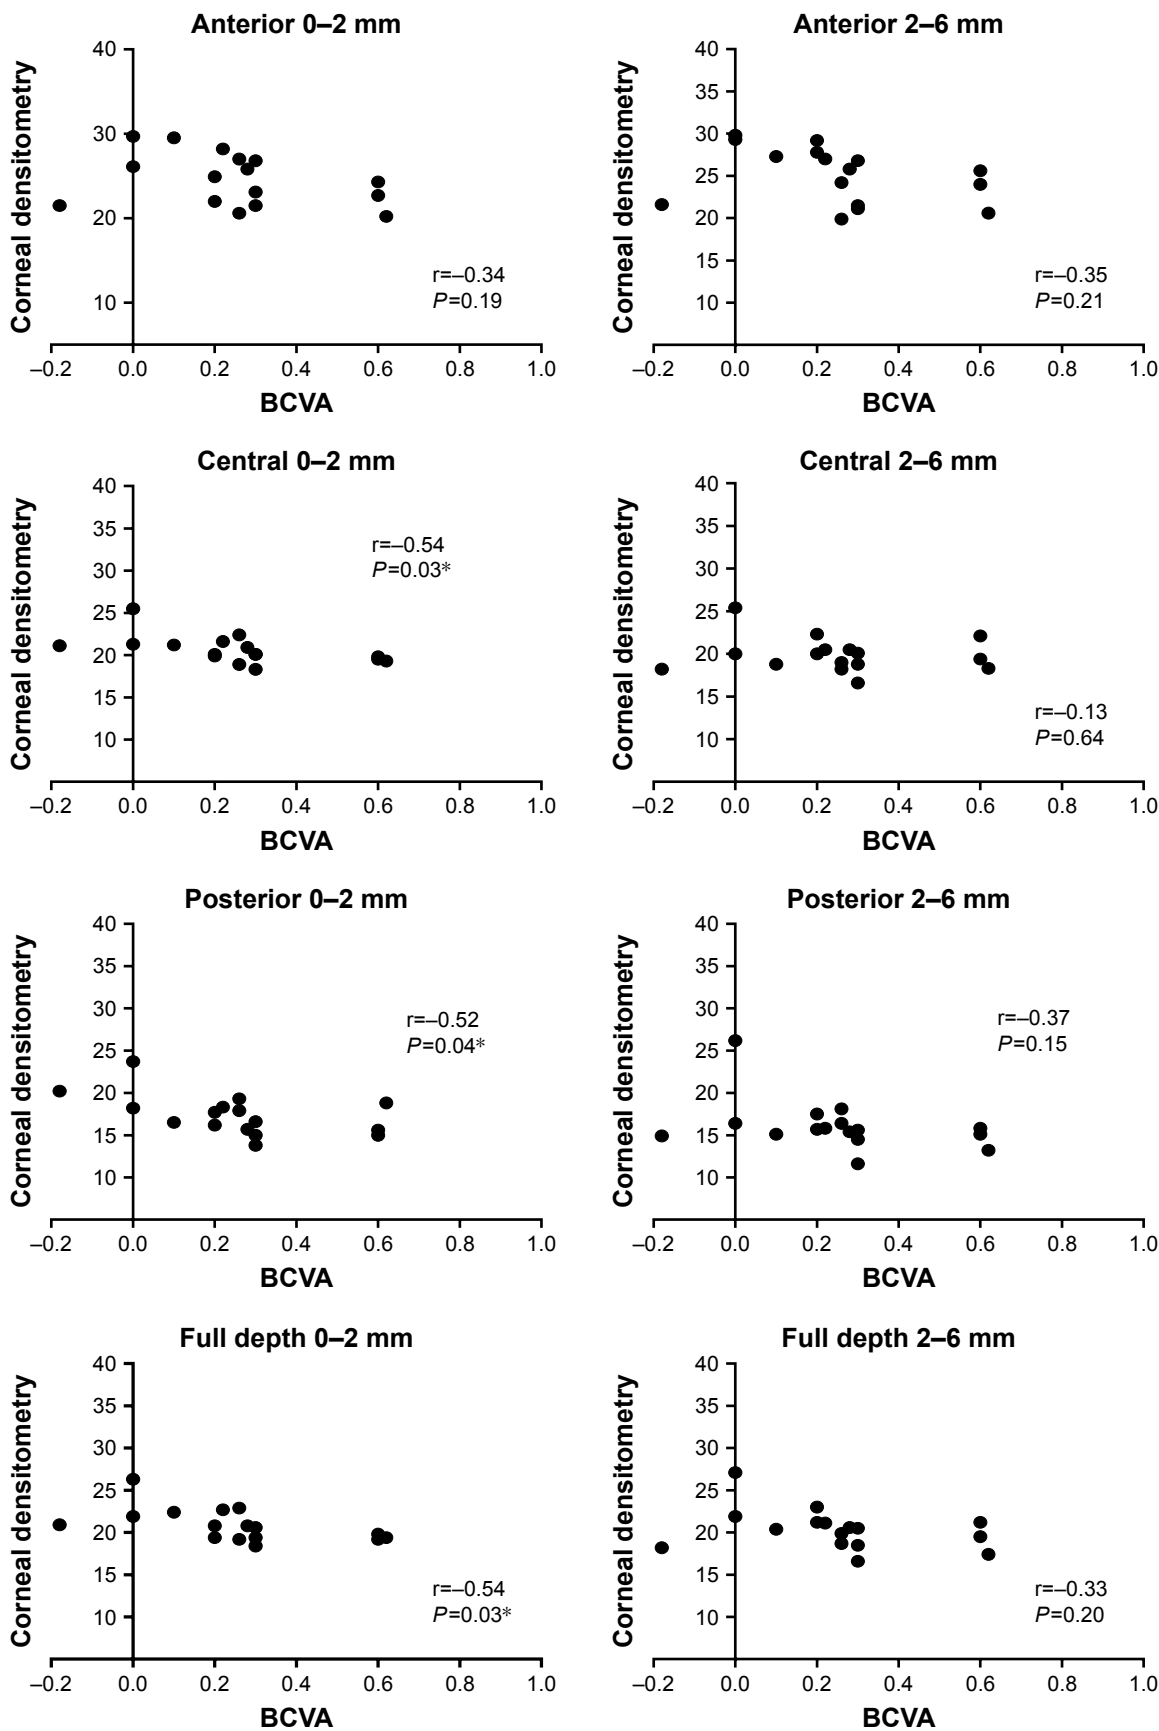 Anterior 0–2 mm
Corneal densitometry
40
30
20
10
r=–0.34
P=0.19
–0.2 0.0 0.2 0.4 0.6 0.8 1.0
BCVA
Anterior 2–6 mm
Corneal densitometry
40
35
30
25
20
15
10
r=–0.35
P=0.21
–0.2 0.0 0.2 0.4 0.6 0.8 1.0
BCVA
Central 0–2 mm
Corneal densitometry
40
35
30
25
20
15
10
r=–0.54
P=0.03*
–0.2 0.0 0.2 0.4 0.6 0.8 1.0
BCVA
Central 2–6 mm
Corneal densitometry
40
35
30
25
20
15
10
r=–0.13
P=0.64
–0.2 0.0 0.2 0.4 0.6 0.8 1.0
BCVA
Posterior 0–2 mm
Corneal densitometry
40
35
30
25
20
15
10
r=–0.52
P=0.04*
–0.2 0.0 0.2 0.4 0.6 0.8 1.0
BCVA
Posterior 2–6 mm
Corneal densitometry
40
35
30
25
20
15
10
r=–0.37
P=0.15
–0.2 0.0 0.2 0.4 0.6 0.8 1.0
BCVA
Full depth 0–2 mm
Corneal densitometry
40
35
30
25
20
15
10
r=–0.54
P=0.03*
–0.2 0.0 0.2 0.4 0.6 0.8 1.0
BCVA
Full depth 2–6 mm
Corneal densitometry
40
35
30
25
20
15
10
r=–0.33
P=0.20
–0.2 0.0 0.2 0.4 0.6 0.8 1.0
BCVA